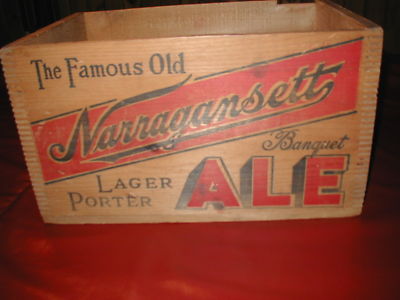 The Famous Old
Narragansett
Banquet
LAGER
PORTER
ALE